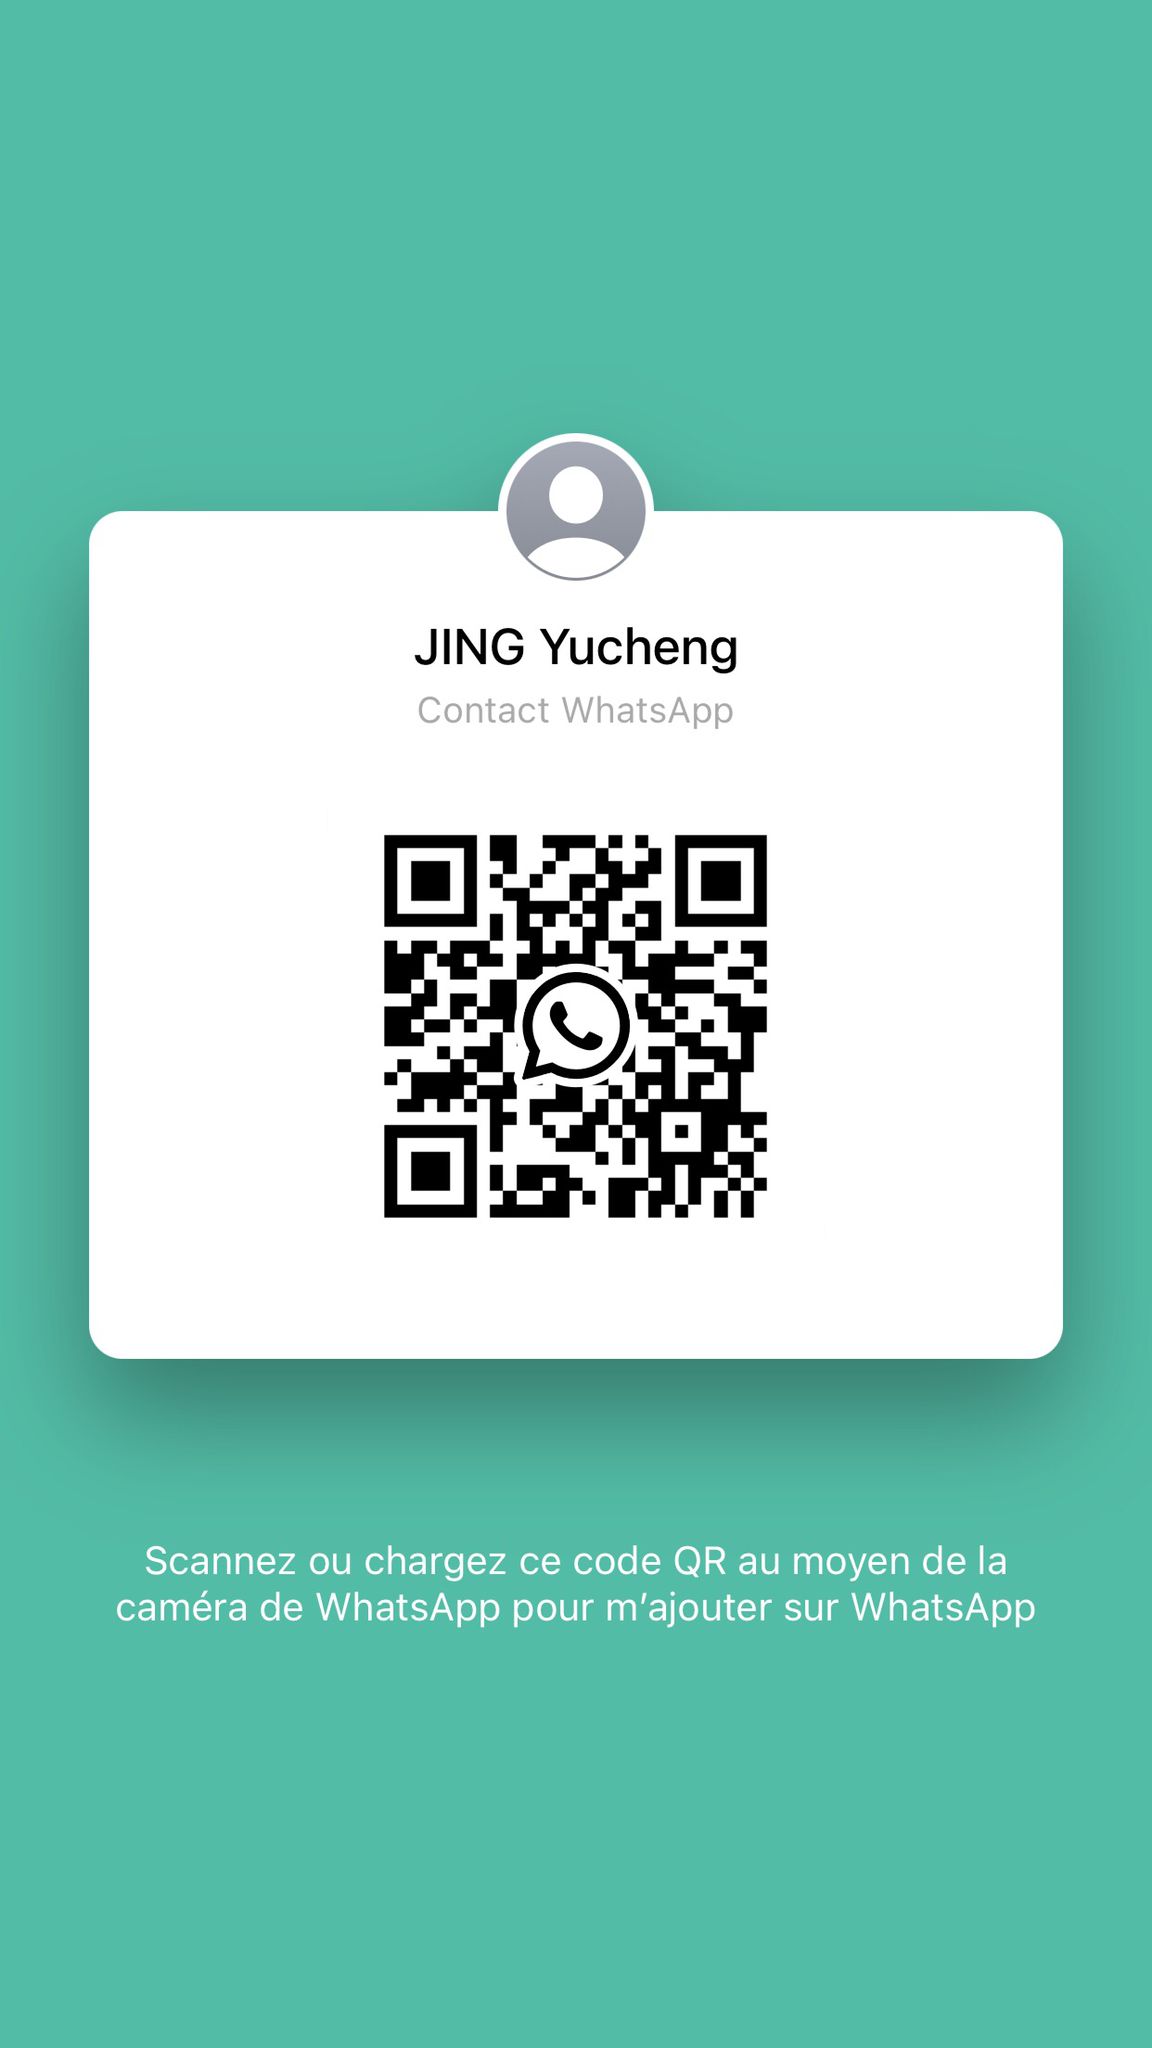 JING Yucheng
Contact WhatsApp
Scannez ou chargez ce code QR au moyen de la
caméra de WhatsApp pour m’ajouter sur WhatsApp